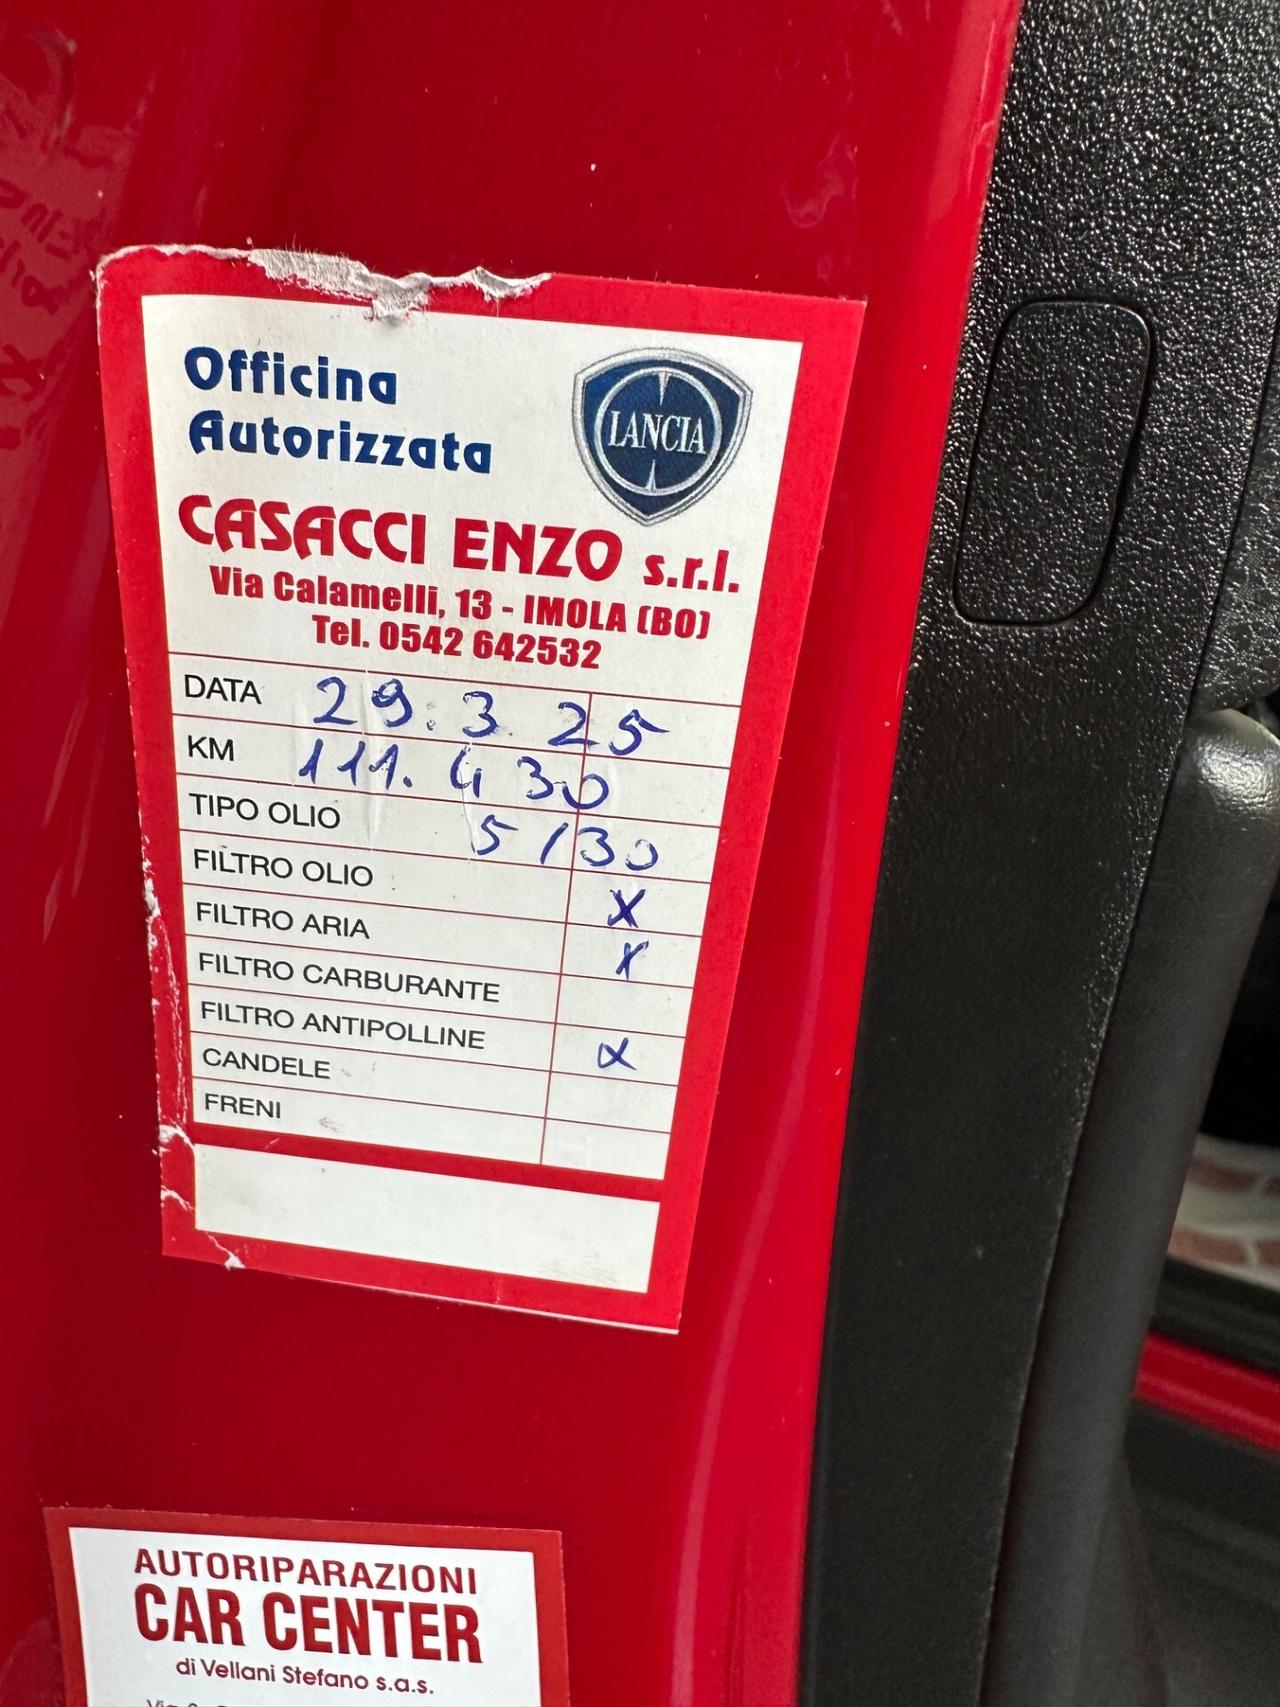 Officina
Autorizzata
LANCIA
CASACCI ENZO s.r.l.
Via Calamelli, 13 - IMOLA (BO)
Tel. 0542 642532
DATA 29.3 25
KM 111.430
TIPO OLIO 5/30
FILTRO OLIO X
FILTRO ARIA X
FILTRO CARBURANTE
FILTRO ANTIPOLLINE X
CANDELE
FRENI
AUTORIPARAZIONI
CAR CENTER
di Vellani Stefano s.a.s.